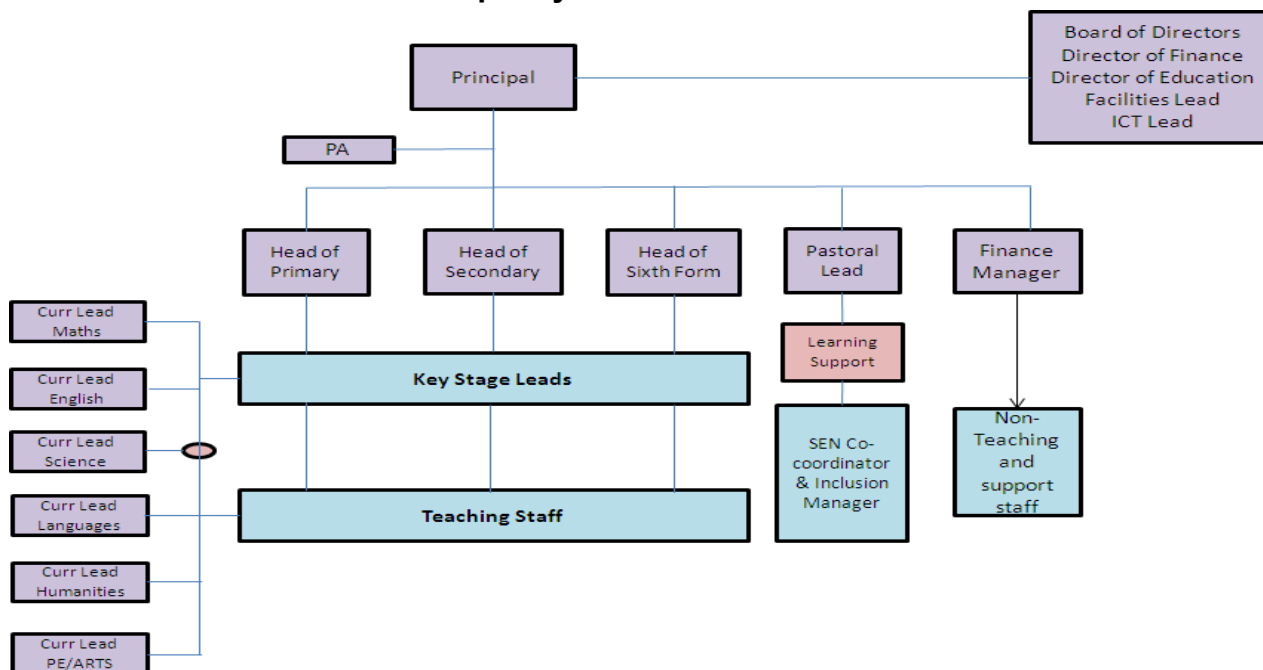 Board of Directors
Director of Finance
Director of Education
Facilities Lead
ICT Lead
Principal
PA
Head of
Primary
Head of
Secondary
Head of
Sixth Form
Pastoral
Lead
Finance
Manager
Curr Lead
Maths
Learning
Support
Key Stage Leads
Curr Lead
English
Curr Lead
Science
SEN Co-
coordinator
& Inclusion
Manager
Non-
Teaching
and
support
staff
Curr Lead
Languages
Teaching Staff
Curr Lead
Humanities
Curr Lead
PE/ARTS